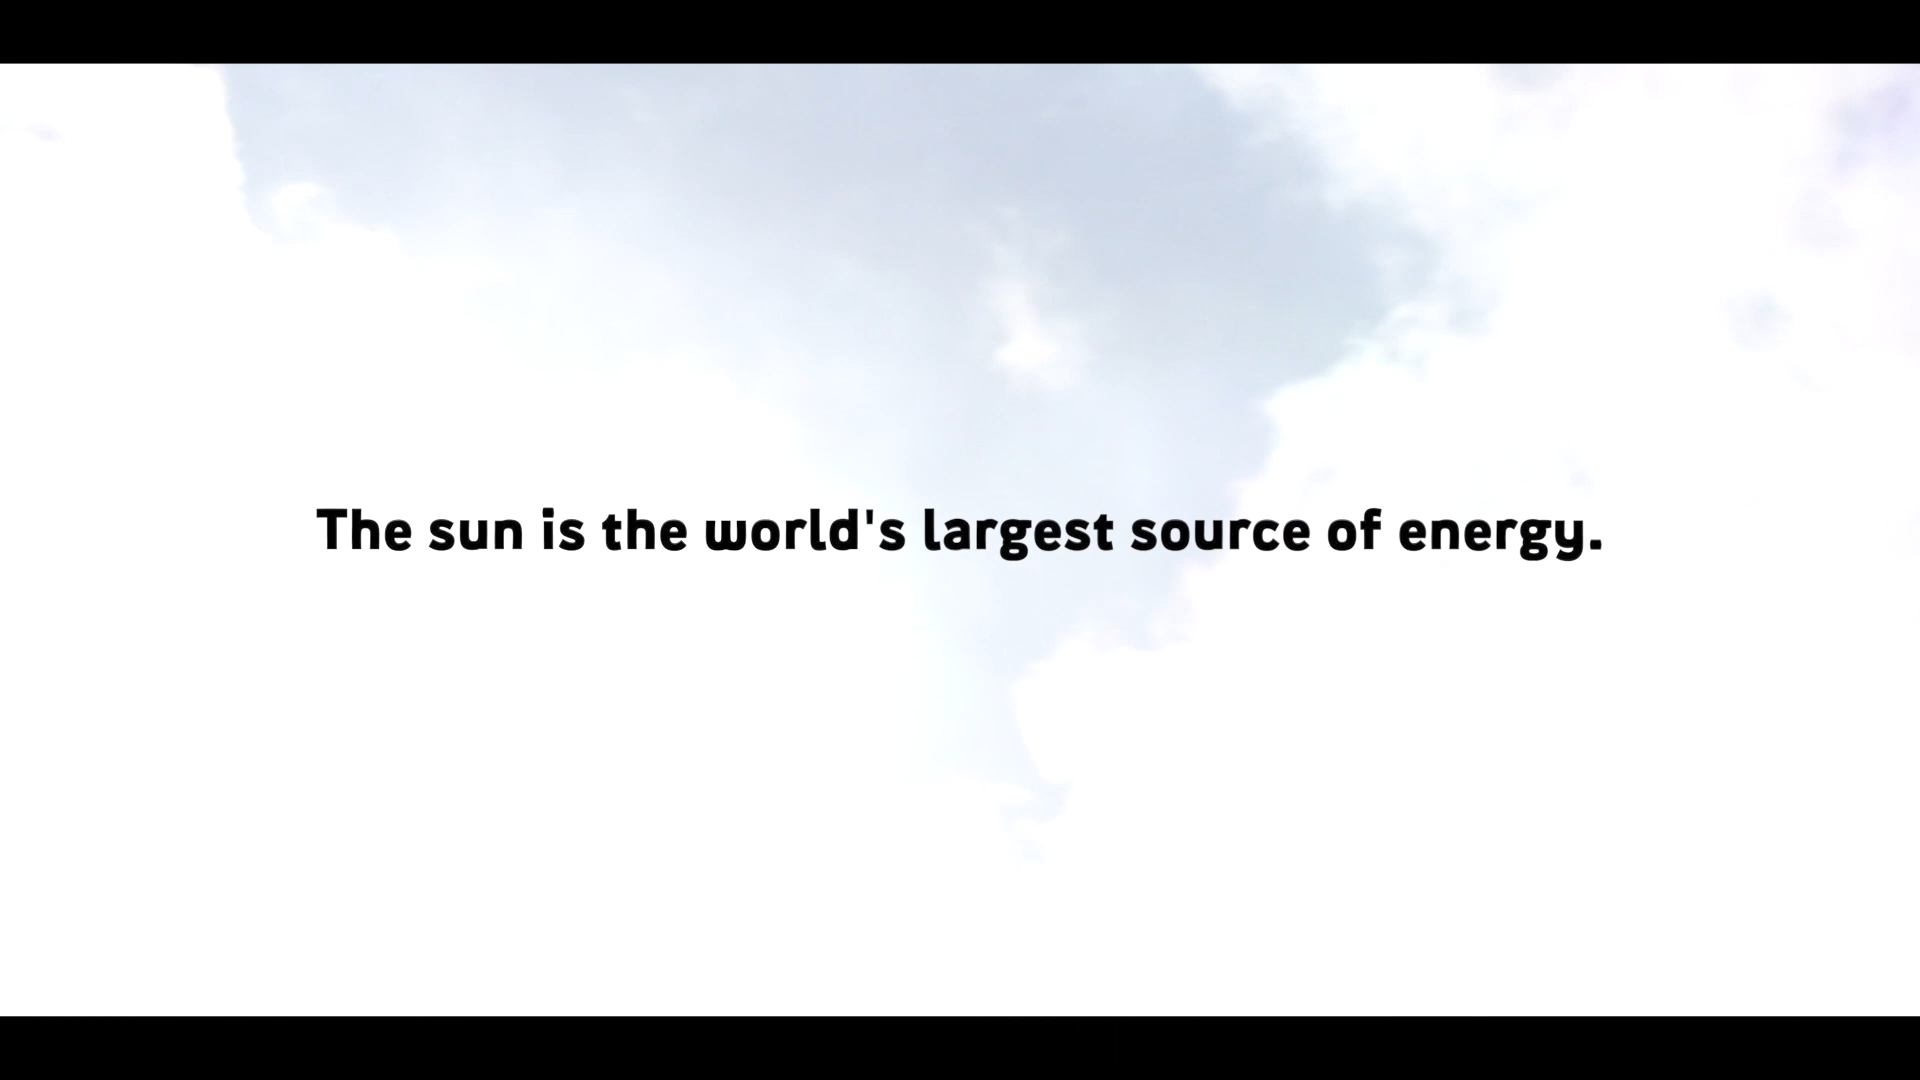 The sun is the world's largest source of energy.